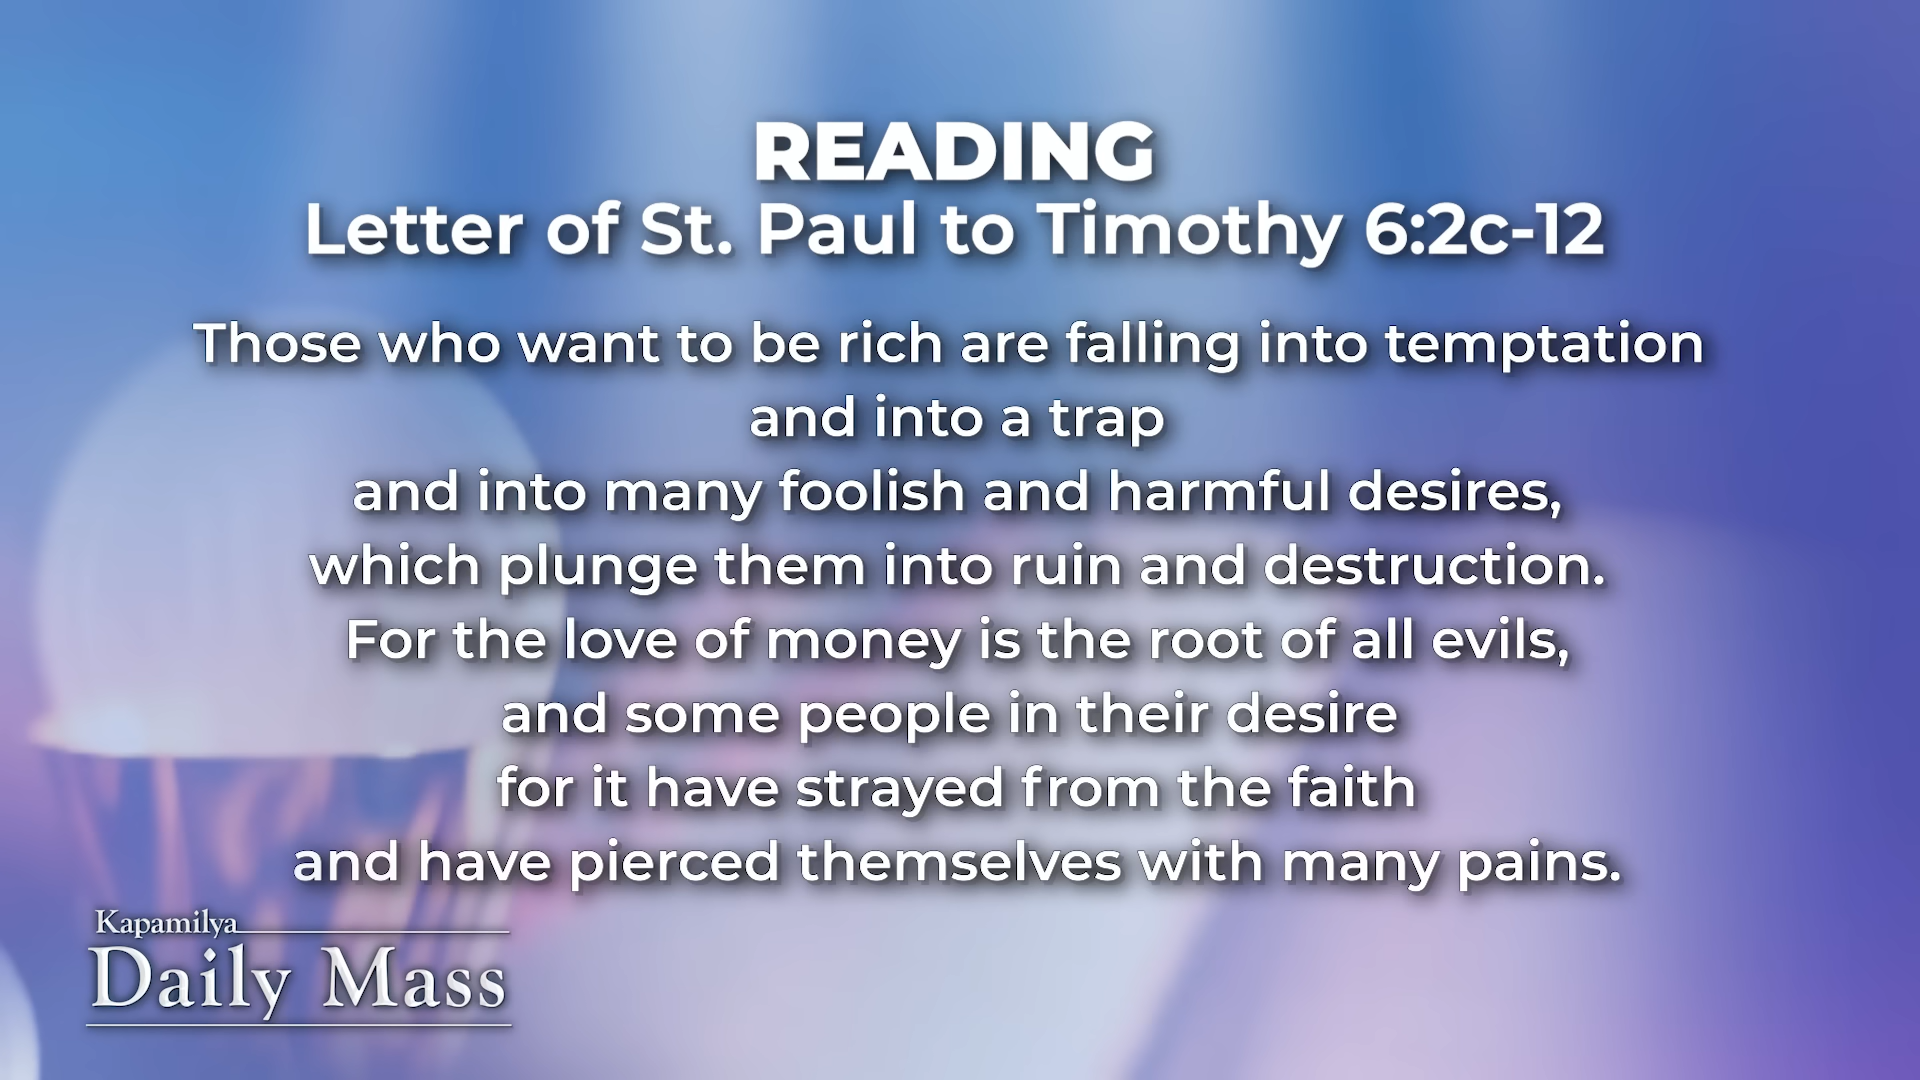 READING
Letter of St. Paul to Timothy 6:2c-12
Those who want to be rich are falling into temptation
and into a trap
and into many foolish and harmful desires,
which plunge them into ruin and destruction.
For the love of money is the root of all evils,
and some people in their desire
for it have strayed from the faith
and have pierced themselves with many pains.
Kapamilya
Daily Mass